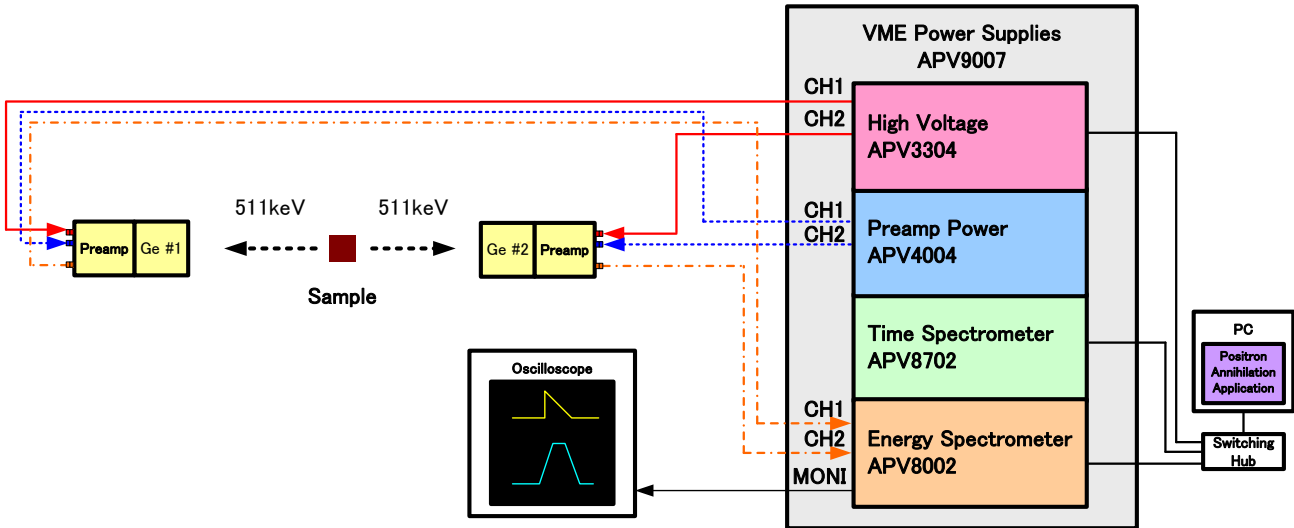 VME Power Supplies
APV9007
CH1
CH2
High Voltage
APV3304
CH1
CH2
Preamp Power
APV4004
Time Spectrometer
APV8702
CH1
CH2
MONI
Energy Spectrometer
APV8002
511keV
511keV
Preamp
Ge #1
Ge #2
Preamp
Sample
Oscilloscope
PC
Positron
Annihilation
Application
Switching
Hub